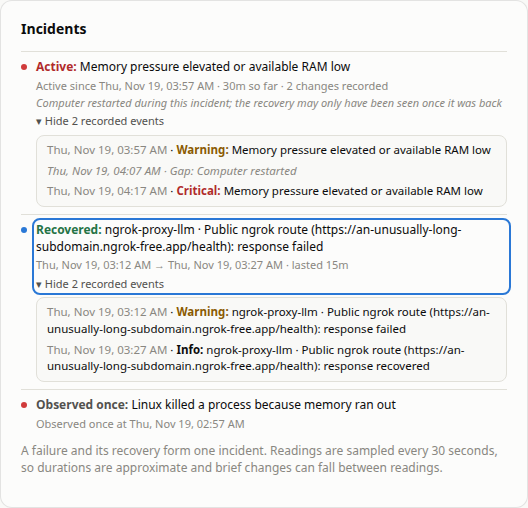 Incidents
Active: Memory pressure elevated or available RAM low
Active since Thu, Nov 19, 03:57 AM · 30m so far · 2 changes recorded
Computer restarted during this incident; the recovery may only have been seen once it was back
▾ Hide 2 recorded events
Thu, Nov 19, 03:57 AM · Warning: Memory pressure elevated or available RAM low
Thu, Nov 19, 04:07 AM · Gap: Computer restarted
Thu, Nov 19, 04:17 AM · Critical: Memory pressure elevated or available RAM low
Recovered: ngrok-proxy-llm · Public ngrok route (https://an-unusually-long-
subdomain.ngrok-free.app/health): response failed
Thu, Nov 19, 03:12 AM → Thu, Nov 19, 03:27 AM · lasted 15m
▾ Hide 2 recorded events
Thu, Nov 19, 03:12 AM · Warning: ngrok-proxy-llm · Public ngrok route (https://an-
unusually-long-subdomain.ngrok-free.app/health): response failed
Thu, Nov 19, 03:27 AM · Info: ngrok-proxy-llm · Public ngrok route (https://an-
unusually-long-subdomain.ngrok-free.app/health): response recovered
Observed once: Linux killed a process because memory ran out
Observed once at Thu, Nov 19, 02:57 AM
A failure and its recovery form one incident. Readings are sampled every 30 seconds,
so durations are approximate and brief changes can fall between readings.